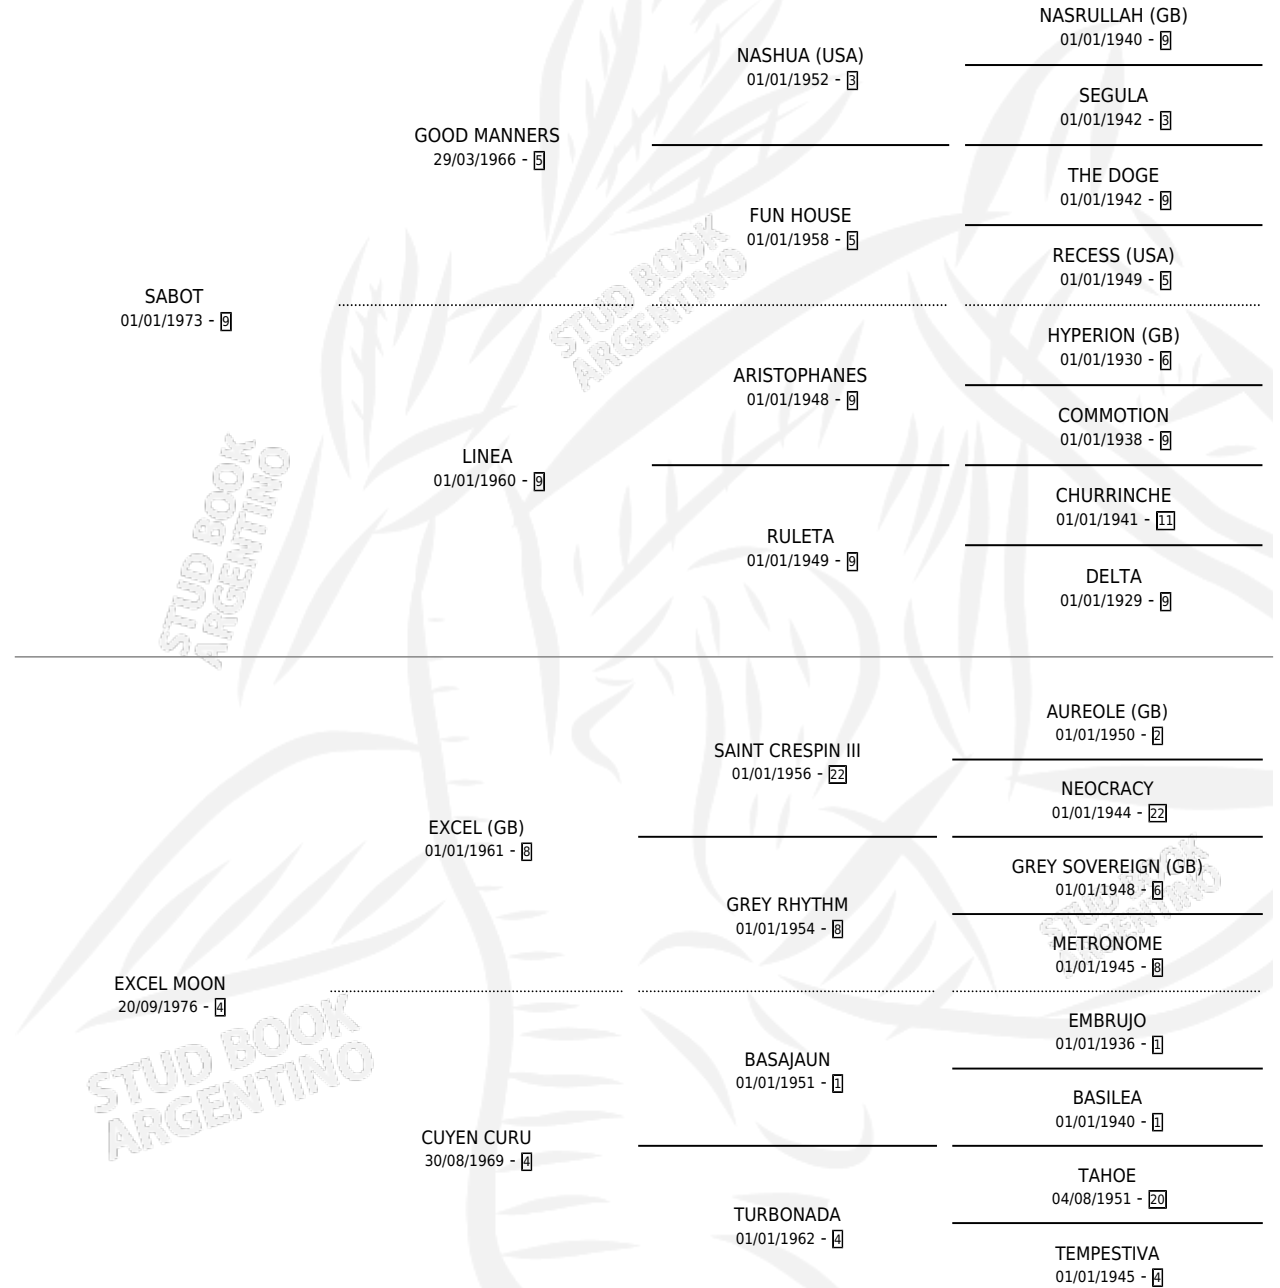 NASRULLAH (GB)
01/01/1940 - 9
NASHUA (USA)
01/01/1952 - 3
SEGULA
01/01/1942 - 3
GOOD MANNERS
29/03/1966 - 5
THE DOGE
01/01/1942 - 9
FUN HOUSE
01/01/1958 - 5
RECESS (USA)
01/01/1949 - 5
SABOT
01/01/1973 - 9
HYPERION (GB)
01/01/1930 - 6
ARISTOPHANES
01/01/1948 - 9
COMMOTION
01/01/1938 - 9
LINEA
01/01/1960 - 9
CHURRINCHE
01/01/1941 - 11
RULETA
01/01/1949 - 9
DELTA
01/01/1929 - 9
STUD BOOK
ARGENTINO
STUD BOOK
ARGENTINO
AUREOLE (GB)
01/01/1950 - 2
SAINT CRESPIN III
01/01/1956 - 22
NEOCRACY
01/01/1944 - 22
EXCEL (GB)
01/01/1961 - 8
GREY SOVEREIGN (GB)
01/01/1948 - 6
GREY RHYTHM
01/01/1954 - 8
METRONOME
01/01/1945 - 8
STUD BOOK
ARGENTINO
EXCEL MOON
20/09/1976 - 4
EMBRUJO
01/01/1936 - 1
BASAJAUN
01/01/1951 - 1
BASILEA
01/01/1940 - 1
CUYEN CURU
30/08/1969 - 4
TAHOE
04/08/1951 - 20
TURBONADA
01/01/1962 - 4
TEMPESTIVA
01/01/1945 - 4
STUD BOOK
ARGENTINO